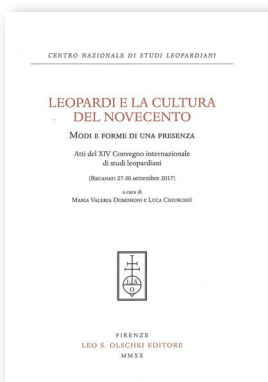 CENTRO NAZIONALE DI STUDI LEOPARDIANI
LEOPARDI E LA CULTURA
DEL NOVECENTO
MODI E FORME DI UNA PRESENZA
Atti del XIV Convegno internazionale
di studi leopardiani
(RECANATI 27-30 settembre 2017)
a cura di
MARIA VALERIA DOMINIONI e LUCA CHIURCHIÙ
FIRENZE
LEO S. OLSCHKI EDITORE
MMXX